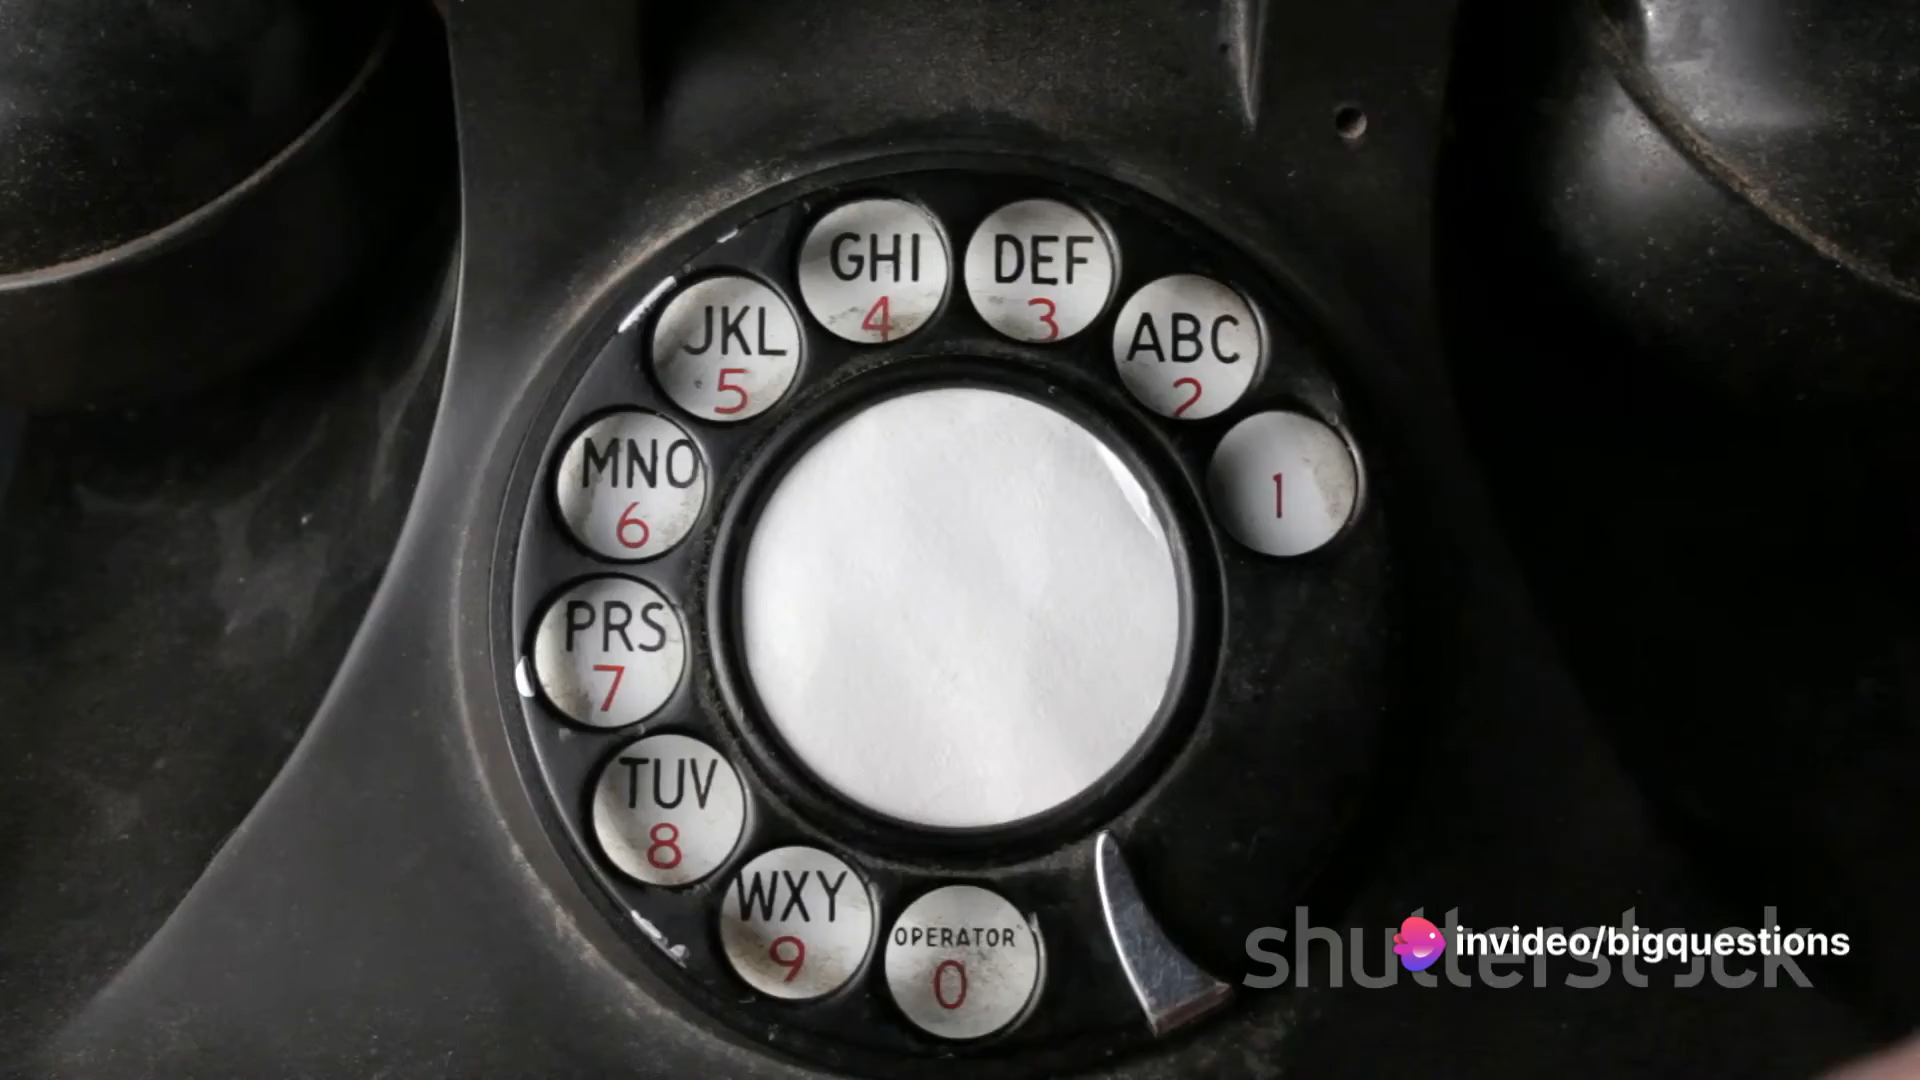 GHI
4
DEF
3
JKL
5
ABC
2
MNO
6
1
PRS
7
TUV
8
WXY
9
OPERATOR
0
shutterstock
invideo/bigquestions